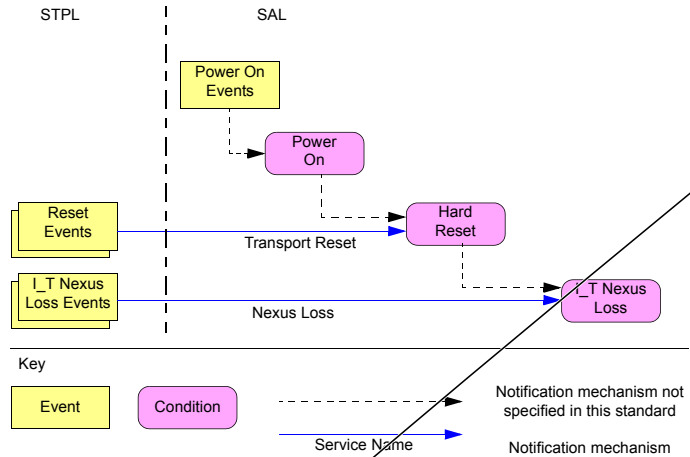 STPL
SAL
Power On
Events
Power
On
Reset
Events
Hard
Reset
Transport Reset
I_T Nexus
Loss Events
I_T Nexus
Loss
Nexus Loss
Key
Event
Condition
Notification mechanism not
specified in this standard
Service Name
Notification mechanism